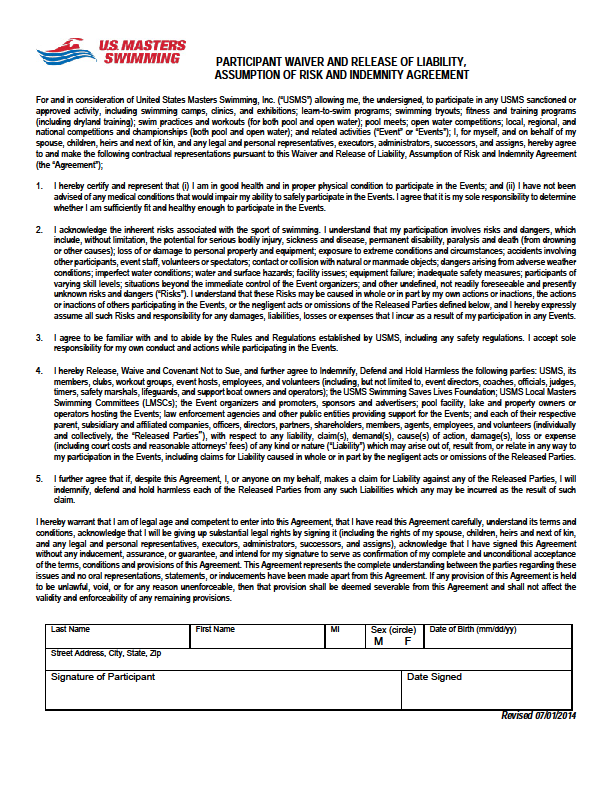 U.S. MASTERS
SWIMMING
PARTICIPANT WAIVER AND RELEASE OF LIABILITY,
ASSUMPTION OF RISK AND INDEMNITY AGREEMENT
For and in consideration of United States Masters Swimming, Inc. ("USMS") allowing me, the undersigned, to participate in any USMS sanctioned or
approved activity, including swimming camps, clinics, and exhibitions; learn-to-swim programs; swimming tryouts; fitness and training programs
(including dryland training); swim practices and workouts (for both pool and open water); pool meets; open water competitions; local, regional, and
national competitions and championships (both pool and open water); and related activities ("Event" or "Events"); I, for myself, and on behalf of my
spouse, children, heirs and next of kin, and any legal and personal representatives, executors, administrators, successors, and assigns, hereby agree
to and make the following contractual representations pursuant to this Waiver and Release of Liability, Assumption of Risk and Indemnity Agreement
(the "Agreement");
1. I hereby certify and represent that (i) I am in good health and in proper physical condition to participate in the Events; and (ii) I have not been
advised of any medical conditions that would impair my ability to safely participate in the Events. I agree that it is my sole responsibility to determine
whether I am sufficiently fit and healthy enough to participate in the Events.
2. I acknowledge the inherent risks associated with the sport of swimming. I understand that my participation involves risks and dangers, which
include, without limitation, the potential for serious bodily injury, sickness and disease, permanent disability, paralysis and death (from drowning
or other causes); loss of or damage to personal property and equipment; exposure to extreme conditions and circumstances; accidents involving
other participants, event staff, volunteers or spectators; contact or collision with natural or manmade objects; dangers arising from adverse weather
conditions; imperfect water conditions; water and surface hazards; facility issues; equipment failure; inadequate safety measures; participants of
varying skill levels; situations beyond the immediate control of the Event organizers; and other undefined, not readily foreseeable and presently
unknown risks and dangers ("Risks"). I understand that these Risks may be caused in whole or in part by my own actions or inactions, the actions
or inactions of others participating in the Events, or the negligent acts or omissions of the Released Parties defined below, and I hereby expressly
assume all such Risks and responsibility for any damages, liabilities, losses or expenses that I incur as a result of my participation in any Events.
3. I agree to be familiar with and to abide by the Rules and Regulations established by USMS, including any safety regulations. I accept sole
responsibility for my own conduct and actions while participating in the Events.
4. I hereby Release, Waive and Covenant Not to Sue, and further agree to Indemnify, Defend and Hold Harmless the following parties: USMS, its
members, clubs, workout groups, event hosts, employees, and volunteers (including, but not limited to, event directors, coaches, officials, judges,
timers, safety marshals, lifeguards, and support boat owners and operators); the USMS Swimming Saves Lives Foundation; USMS Local Masters
Swimming Committees (LMSCs); the Event organizers and promoters, sponsors and advertisers; pool facility, lake and property owners or
operators hosting the Events; law enforcement agencies and other public entities providing support for the Events; and each of their respective
parent, subsidiary and affiliated companies, officers, directors, partners, shareholders, members, agents, employees, and volunteers (individually
and collectively, the "Released Parties"), with respect to any liability, claim(s), demand(s), cause(s) of action, damage(s), loss or expense
(including court costs and reasonable attorneys' fees) of any kind or nature ("Liability") which may arise out of, result from, or relate in any way to
my participation in the Events, including claims for Liability caused in whole or in part by the negligent acts or omissions of the Released Parties.
5. I further agree that if, despite this Agreement, I, or anyone on my behalf, makes a claim for Liability against any of the Released Parties, I will
indemnify, defend and hold harmless each of the Released Parties from any such Liabilities which any may be incurred as the result of such
claim.
I hereby warrant that I am of legal age and competent to enter into this Agreement, that I have read this Agreement carefully, understand its terms and
conditions, acknowledge that I will be giving up substantial legal rights by signing it (including the rights of my spouse, children, heirs and next of kin,
and any legal and personal representatives, executors, administrators, successors, and assigns), acknowledge that I have signed this Agreement
without any inducement, assurance, or guarantee, and intend for my signature to serve as confirmation of my complete and unconditional acceptance
of the terms, conditions and provisions of this Agreement. This Agreement represents the complete understanding between the parties regarding these
issues and no oral representations, statements, or inducements have been made apart from this Agreement. If any provision of this Agreement is held
to be unlawful, void, or for any reason unenforceable, then that provision shall be deemed severable from this Agreement and shall not affect the
validity and enforceability of any remaining provisions.
Last Name First Name MI Sex (circle) Date of Birth (mm/dd/yy)
M F
Street Address, City, State, Zip
Signature of Participant Date Signed
Revised 07/01/2014